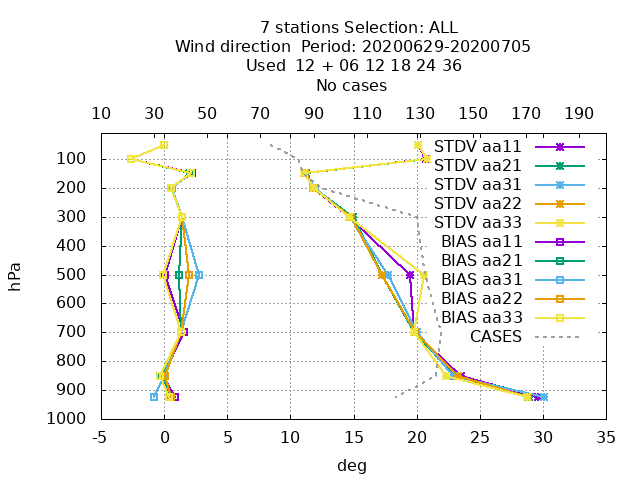 7 stations Selection: ALL
Wind direction  Period: 20200629-20200705
Used  12 + 06 12 18 24 36
No cases
10 30 50 70 90 110 130 150 170 190
STDV aa11
STDV aa21
STDV aa31
STDV aa22
STDV aa33
BIAS aa11
BIAS aa21
BIAS aa31
BIAS aa22
BIAS aa33
CASES
hPa
100
200
300
400
500
600
700
800
900
1000
-5 0 5 10 15 20 25 30 35
deg